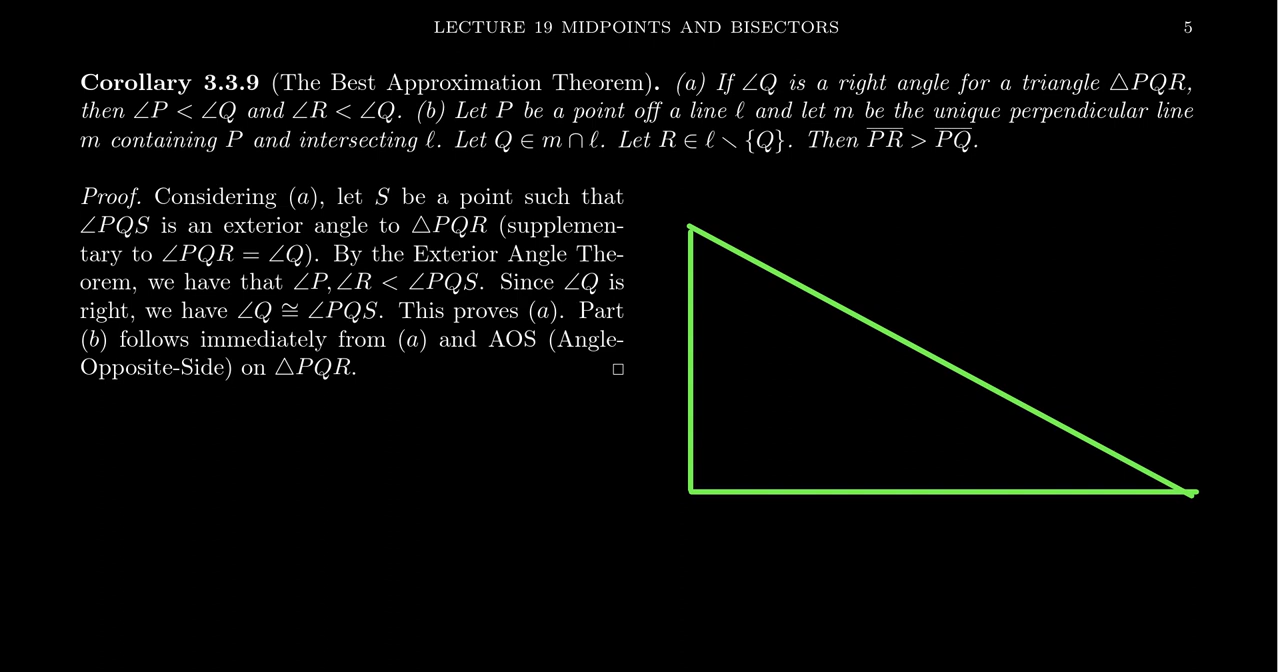 LECTURE 19 MIDPOINTS AND BISECTORS 5
Corollary 3.3.9 (The Best Approximation Theorem). (a) If ∠Q is a right angle for a triangle △PQR,
then ∠P < ∠Q and ∠R < ∠Q. (b) Let P be a point off a line ℓ and let m be the unique perpendicular line
m containing P and intersecting ℓ. Let Q ∈ m ∩ ℓ. Let R ∈ ℓ ∖ {Q}. Then P̅R̅ > P̅Q̅.
Proof. Considering (a), let S be a point such that
∠PQS is an exterior angle to △PQR (supplemen-
tary to ∠PQR = ∠Q). By the Exterior Angle The-
orem, we have that ∠P, ∠R < ∠PQS. Since ∠Q is
right, we have ∠Q ≅ ∠PQS. This proves (a). Part
(b) follows immediately from (a) and AOS (Angle-
Opposite-Side) on △PQR. □